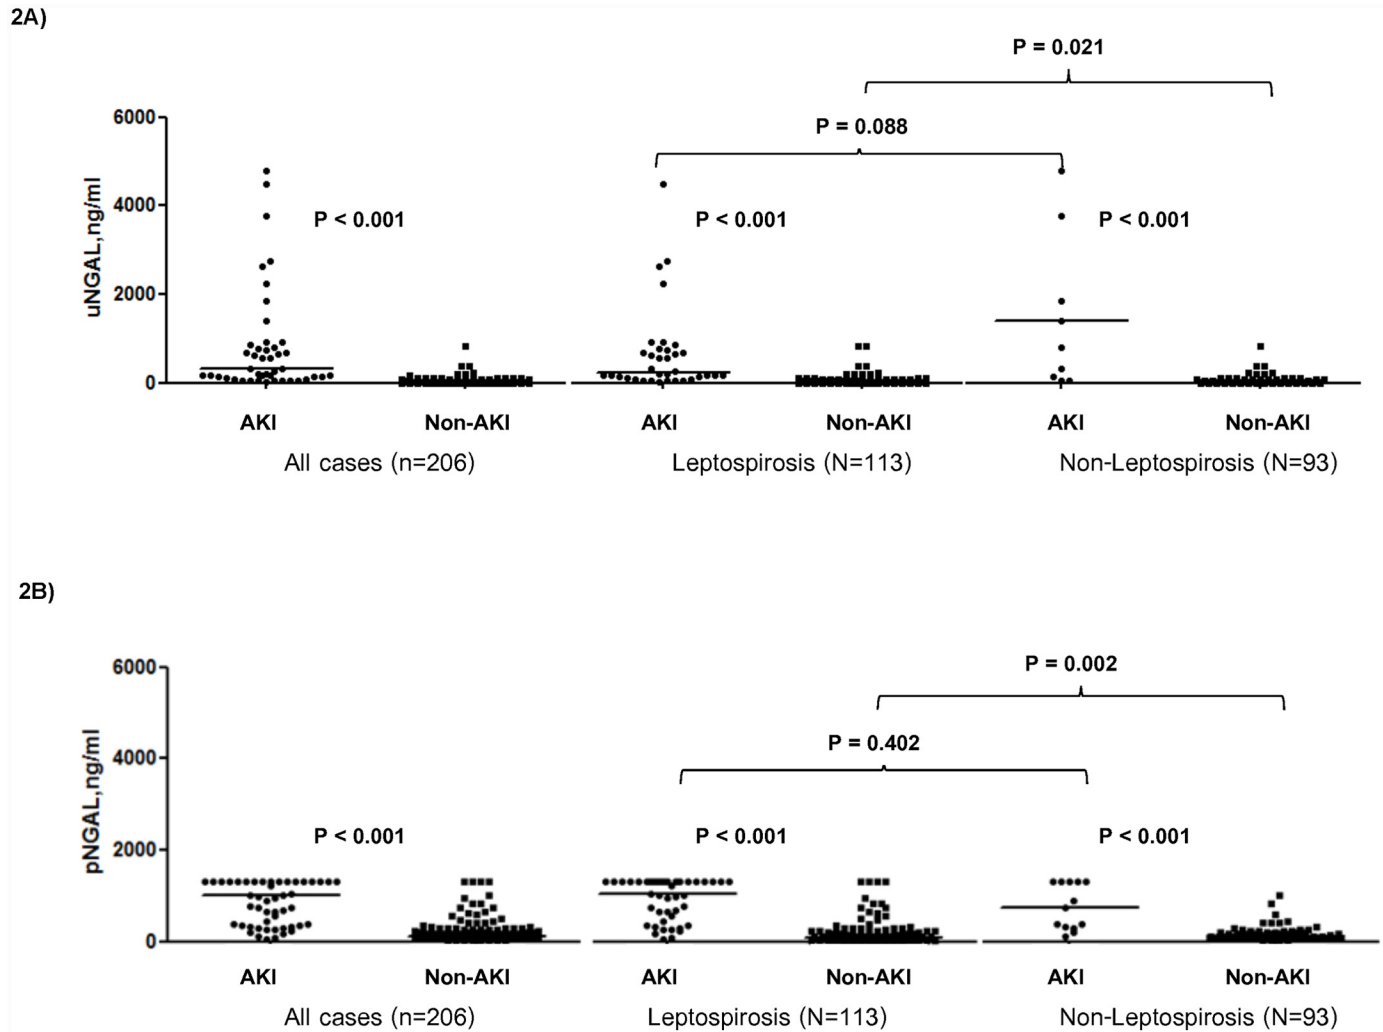 2A)
P = 0.021
P = 0.088
P < 0.001 P < 0.001 P < 0.001
uNGAL,ng/ml
6000
4000
2000
0
AKI Non-AKI AKI Non-AKI AKI Non-AKI
All cases (n=206) Leptospirosis (N=113) Non-Leptospirosis (N=93)
2B)
P = 0.002
P = 0.402
P < 0.001 P < 0.001 P < 0.001
pNGAL,ng/ml
6000
4000
2000
0
AKI Non-AKI AKI Non-AKI AKI Non-AKI
All cases (n=206) Leptospirosis (N=113) Non-Leptospirosis (N=93)